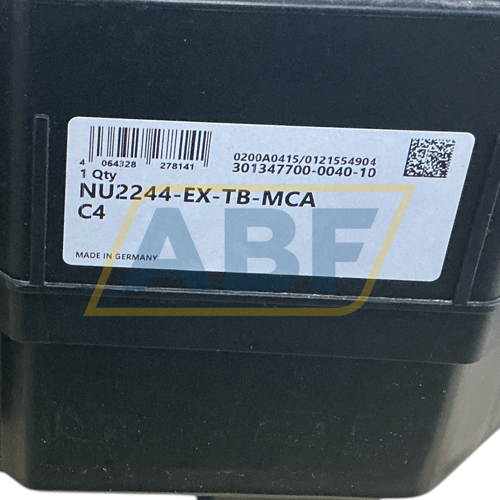 4 064328 278141
0200A0415/0121554904
301347700-0040-10
1 Qty
NU2244-EX-TB-MCA
C4
MADE IN GERMANY
ABF